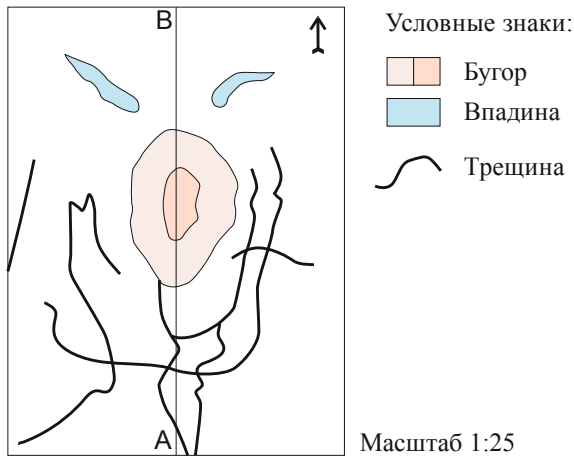 В
Условные знаки:
Бугор
Впадина
Трещина
А
Масштаб 1:25